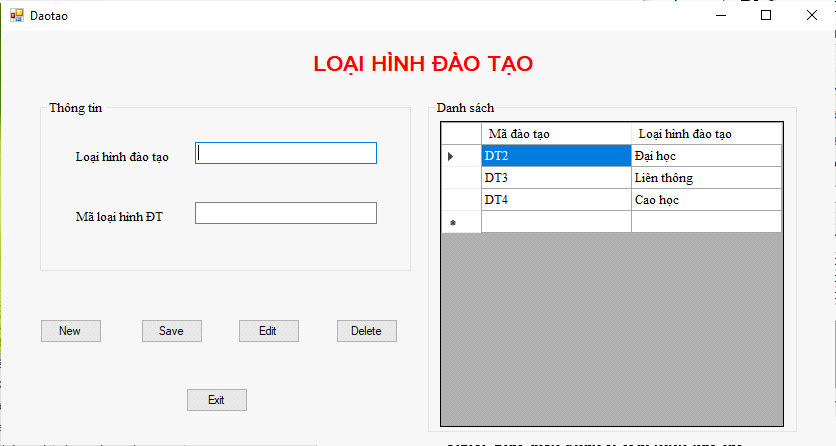 Daotao
LOẠI HÌNH ĐÀO TẠO
Thông tin
Loại hình đào tạo
Mã loại hình ĐT
New
Save
Edit
Delete
Exit
Danh sách
Mã đào tạo Loại hình đào tạo
DT2 Đại học
DT3 Liên thông
DT4 Cao học